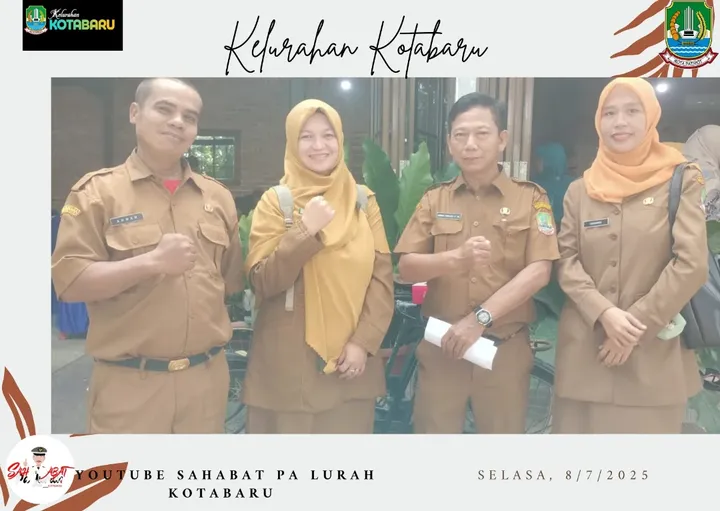 Kelurahan
KOTABARU
Kelurahan Kotabaru
YOUTUBE SAHABAT PA LURAH
KOTABARU
SELASA, 8/7/2025